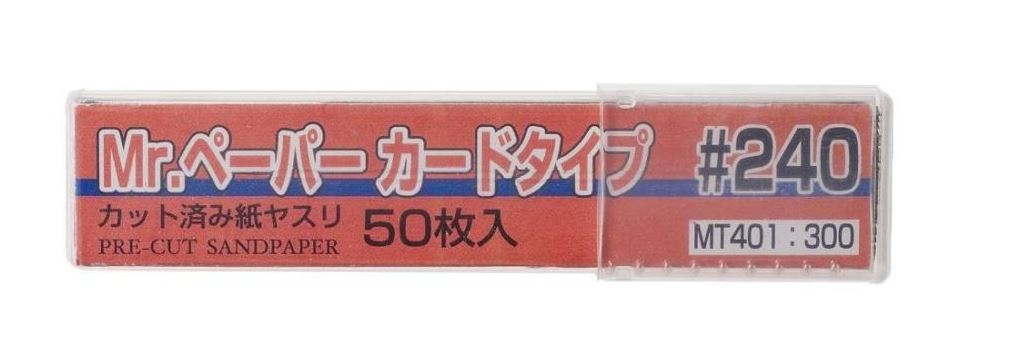 Mr.ペーパー カードタイプ #240
カット済み紙ヤスリ 50枚入
PRE-CUT SANDPAPER
MT401:300